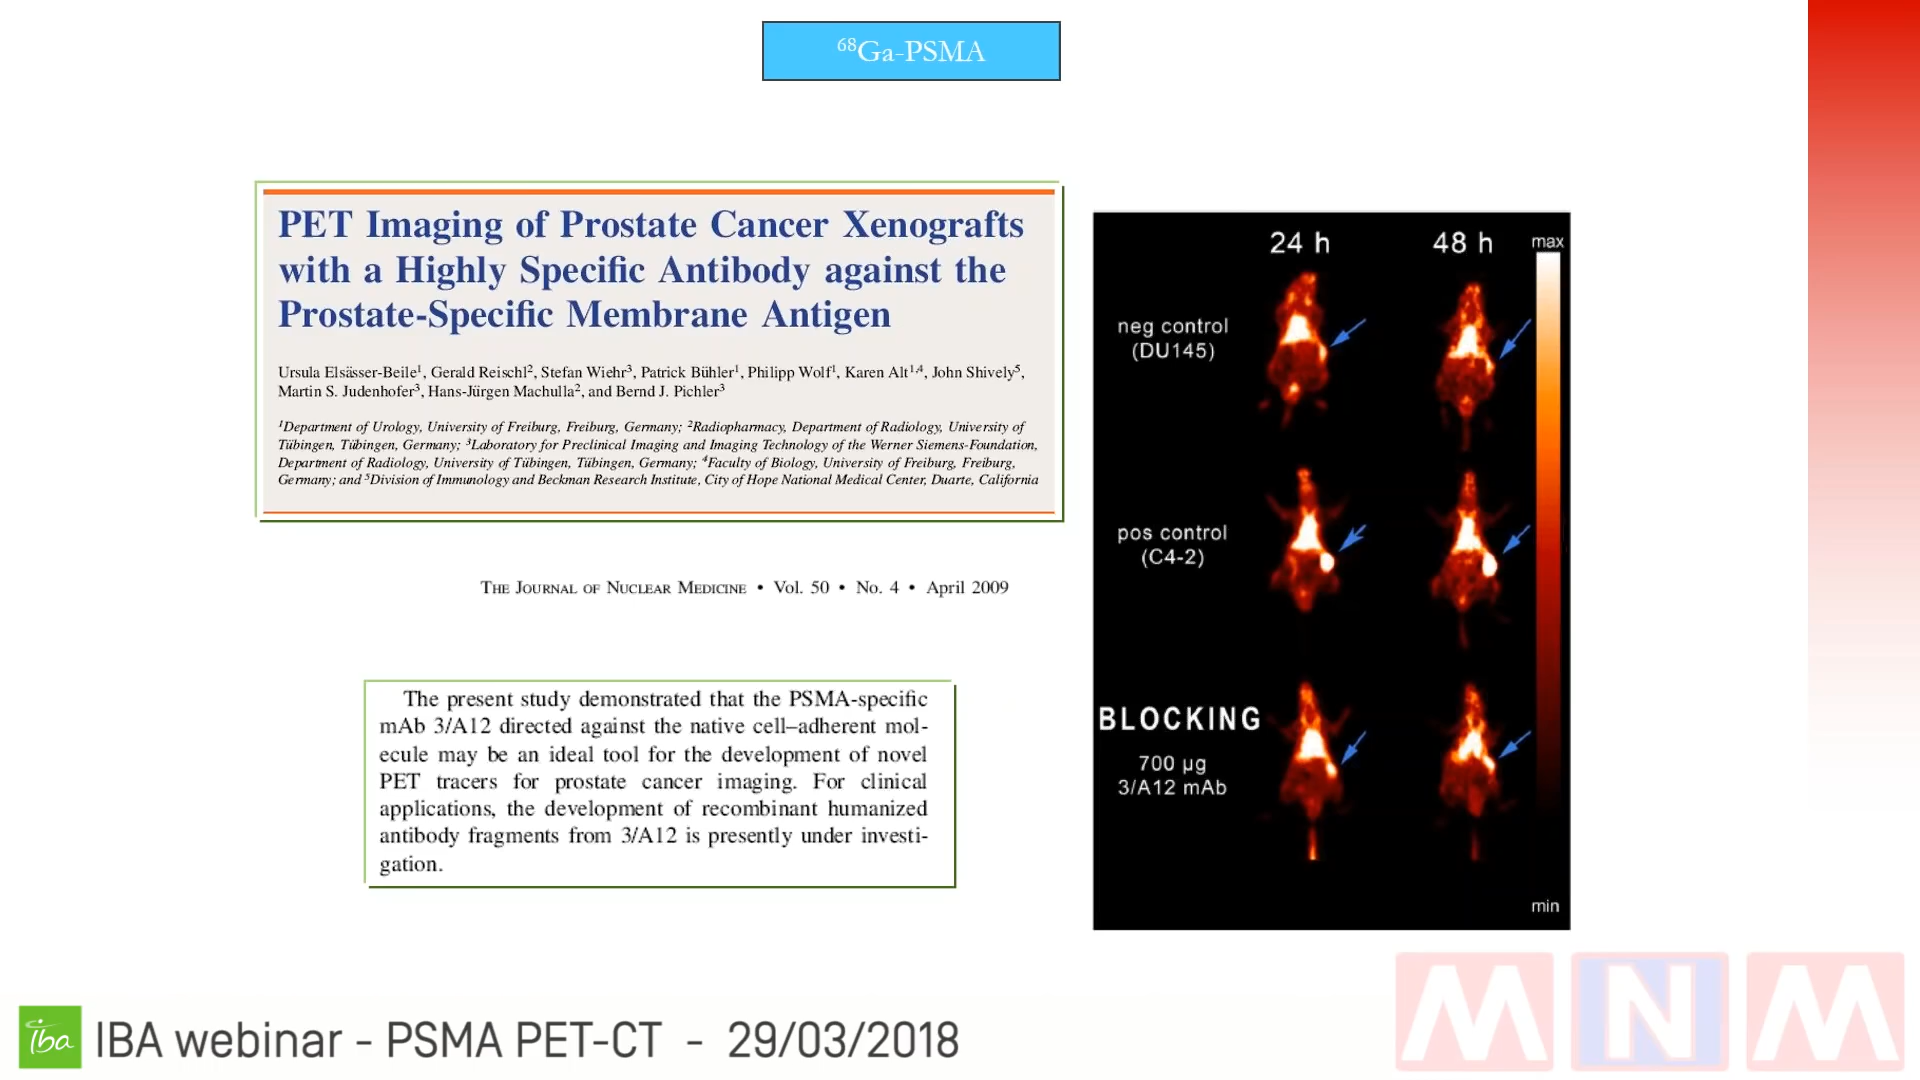 ⁶⁸Ga-PSMA
PET Imaging of Prostate Cancer Xenografts
with a Highly Specific Antibody against the
Prostate-Specific Membrane Antigen
Ursula Elsässer-Beile¹, Gerald Reischl², Stefan Wiehr³, Patrick Bühler¹, Philipp Wolf¹, Karen Alt¹,⁴, John Shively⁵,
Martin S. Judenhofer³, Hans-Jürgen Machulla², and Bernd J. Pichler³
¹Department of Urology, University of Freiburg, Freiburg, Germany; ²Radiopharmacy, Department of Radiology, University of
Tübingen, Tübingen, Germany; ³Laboratory for Preclinical Imaging and Imaging Technology of the Werner Siemens-Foundation,
Department of Radiology, University of Tübingen, Tübingen, Germany; ⁴Faculty of Biology, University of Freiburg, Freiburg,
Germany; and ⁵Division of Immunology and Beckman Research Institute, City of Hope National Medical Center, Duarte, California
THE JOURNAL OF NUCLEAR MEDICINE • Vol. 50 • No. 4 • April 2009
The present study demonstrated that the PSMA-specific
mAb 3/A12 directed against the native cell–adherent mol-
ecule may be an ideal tool for the development of novel
PET tracers for prostate cancer imaging. For clinical
applications, the development of recombinant humanized
antibody fragments from 3/A12 is presently under investi-
gation.
24 h
48 h
max
neg control
(DU145)
pos control
(C4-2)
BLOCKING
700 µg
3/A12 mAb
min
iba
IBA webinar - PSMA PET-CT - 29/03/2018
M N M